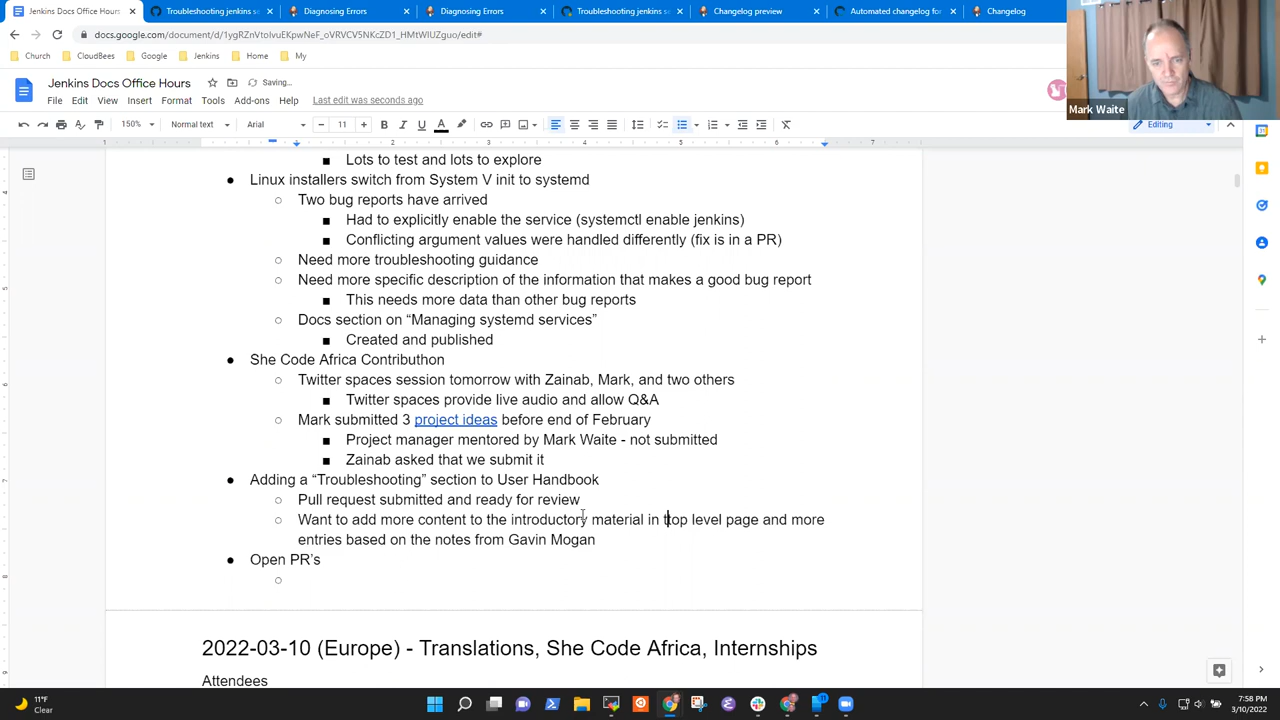 Jenkins Docs Office Hours
Troubleshooting jenkins s
Diagnosing Errors
Diagnosing Errors
Troubleshooting jenkins s
Changelog preview
Automated changelog for
Changelog
docs.google.com/document/d/1ygRZnVtoIvuEKpwNeF_oVRVCV5NKcZD1_HMtWIUZguo/edit#
Church
CloudBees
Google
Jenkins
Home
My
Jenkins Docs Office Hours
Saving...
File Edit View Insert Format Tools Add-ons Help Last edit was seconds ago
150% Normal text Arial 11 B I U A Editing
Mark Waite
1 2 3 4 5 6 7
Lots to test and lots to explore
Linux installers switch from System V init to systemd
Two bug reports have arrived
Had to explicitly enable the service (systemctl enable jenkins)
Conflicting argument values were handled differently (fix is in a PR)
Need more troubleshooting guidance
Need more specific description of the information that makes a good bug report
This needs more data than other bug reports
Docs section on “Managing systemd services”
Created and published
She Code Africa Contributhon
Twitter spaces session tomorrow with Zainab, Mark, and two others
Twitter spaces provide live audio and allow Q&A
Mark submitted 3 project ideas before end of February
Project manager mentored by Mark Waite - not submitted
Zainab asked that we submit it
Adding a “Troubleshooting” section to User Handbook
Pull request submitted and ready for review
Want to add more content to the introductory material in ttop level page and more
entries based on the notes from Gavin Mogan
Open PR’s
2022-03-10 (Europe) - Translations, She Code Africa, Internships
Attendees
11°F
Clear
7:58 PM
3/10/2022